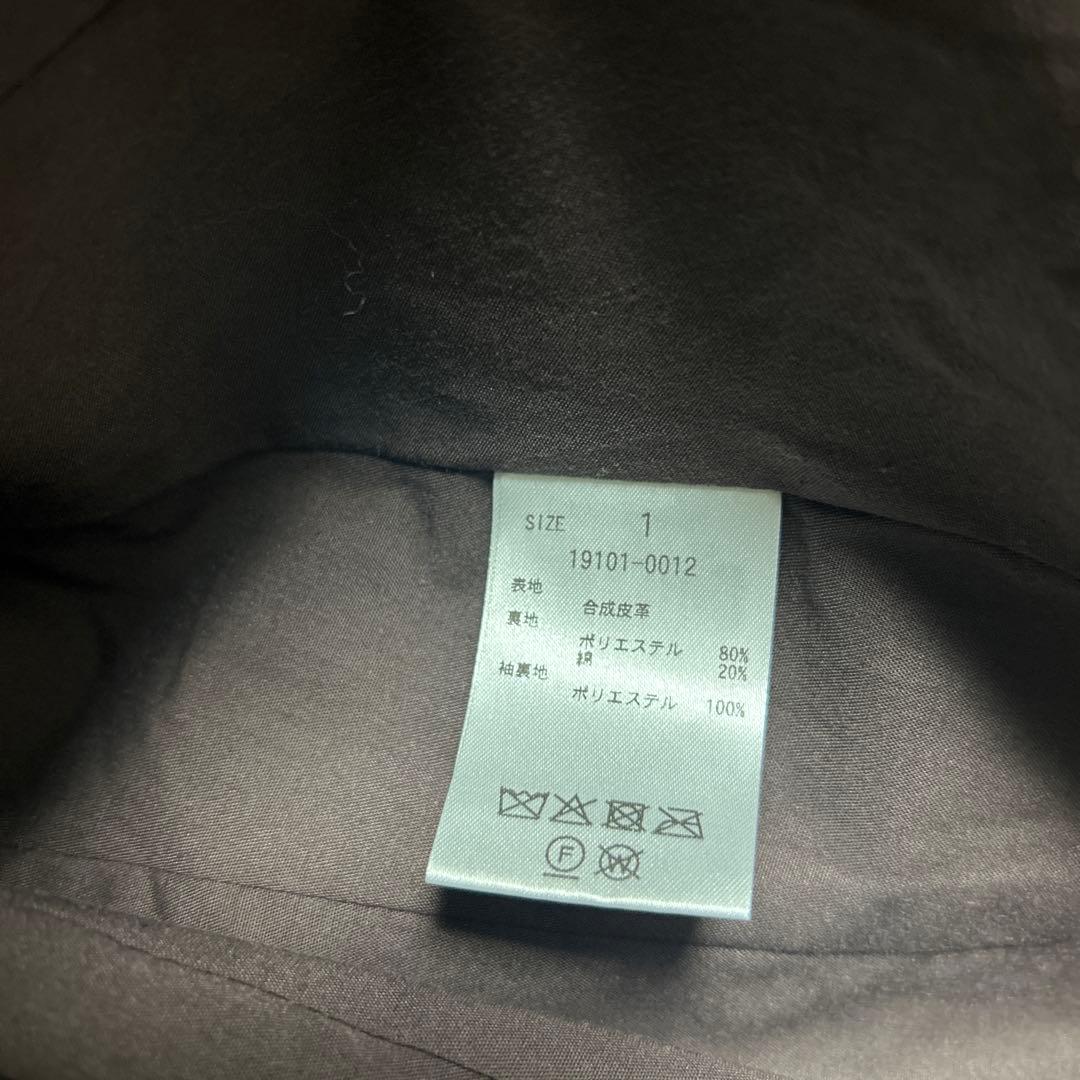 SIZE 1
19101-0012
表地
合成皮革
裏地
ポリエステル 80%
綿 20%
袖裏地
ポリエステル 100%
F
W